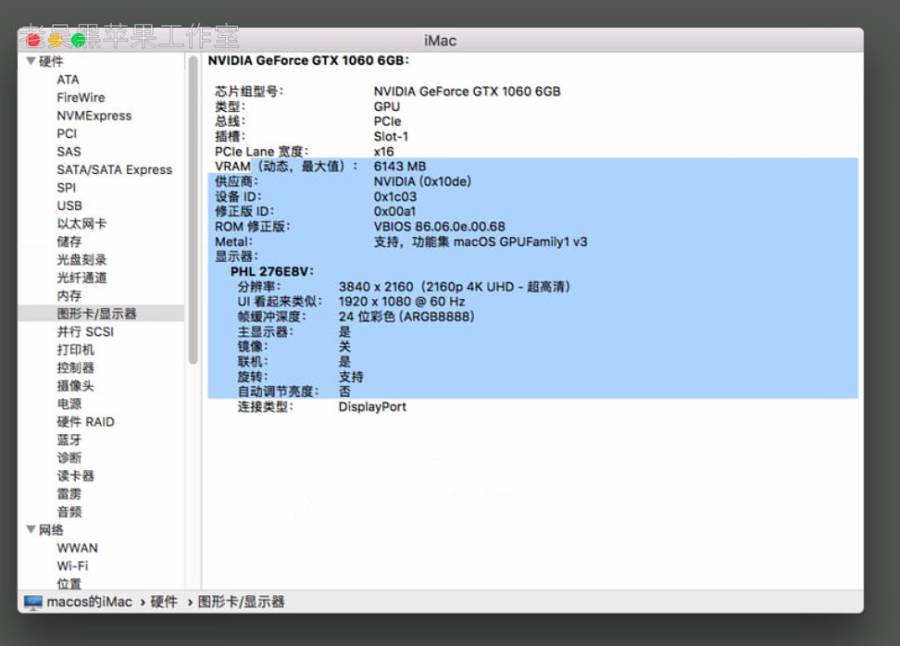 老吴黑苹果工作室
iMac
硬件
ATA
FireWire
NVMExpress
PCI
SAS
SATA/SATA Express
SPI
USB
以太网卡
储存
光盘刻录
光纤通道
内存
图形卡/显示器
并行 SCSI
打印机
控制器
摄像头
电源
硬件 RAID
蓝牙
诊断
读卡器
雷雳
音频
网络
WWAN
Wi-Fi
位置
NVIDIA GeForce GTX 1060 6GB:
芯片组型号: NVIDIA GeForce GTX 1060 6GB
类型: GPU
总线: PCIe
插槽: Slot-1
PCIe Lane 宽度: x16
VRAM（动态，最大值）: 6143 MB
供应商: NVIDIA (0x10de)
设备 ID: 0x1c03
修正版 ID: 0x00a1
ROM 修正版: VBIOS 86.06.0e.00.68
Metal: 支持，功能集 macOS GPUFamily1 v3
显示器:
PHL 276E8V:
分辨率: 3840 x 2160（2160p 4K UHD - 超高清）
UI 看起来类似: 1920 x 1080 @ 60 Hz
帧缓冲深度: 24 位彩色 (ARGB8888)
主显示器: 是
镜像: 关
联机: 是
旋转: 支持
自动调节亮度: 否
连接类型: DisplayPort
macos的iMac › 硬件 › 图形卡/显示器